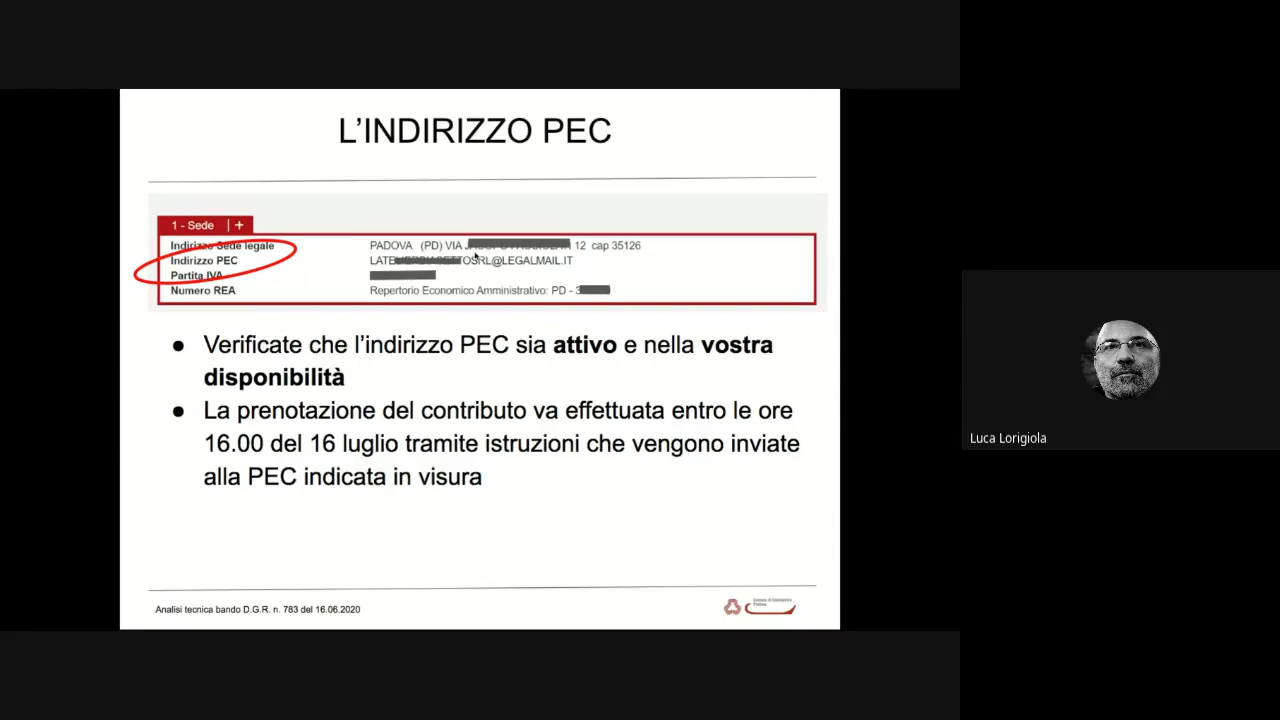 L'INDIRIZZO PEC
1 - Sede | +
Indirizzo Sede legale PADOVA (PD) VIA 12 cap 35126
Indirizzo PEC SRL@LEGALMAIL.IT
Partita IVA
Numero REA Repertorio Economico Amministrativo: PD - 3
● Verificate che l'indirizzo PEC sia attivo e nella vostra
disponibilità
● La prenotazione del contributo va effettuata entro le ore
16.00 del 16 luglio tramite istruzioni che vengono inviate
alla PEC indicata in visura
Analisi tecnica bando D.G.R. n. 783 del 16.06.2020
Luca Lorigiola